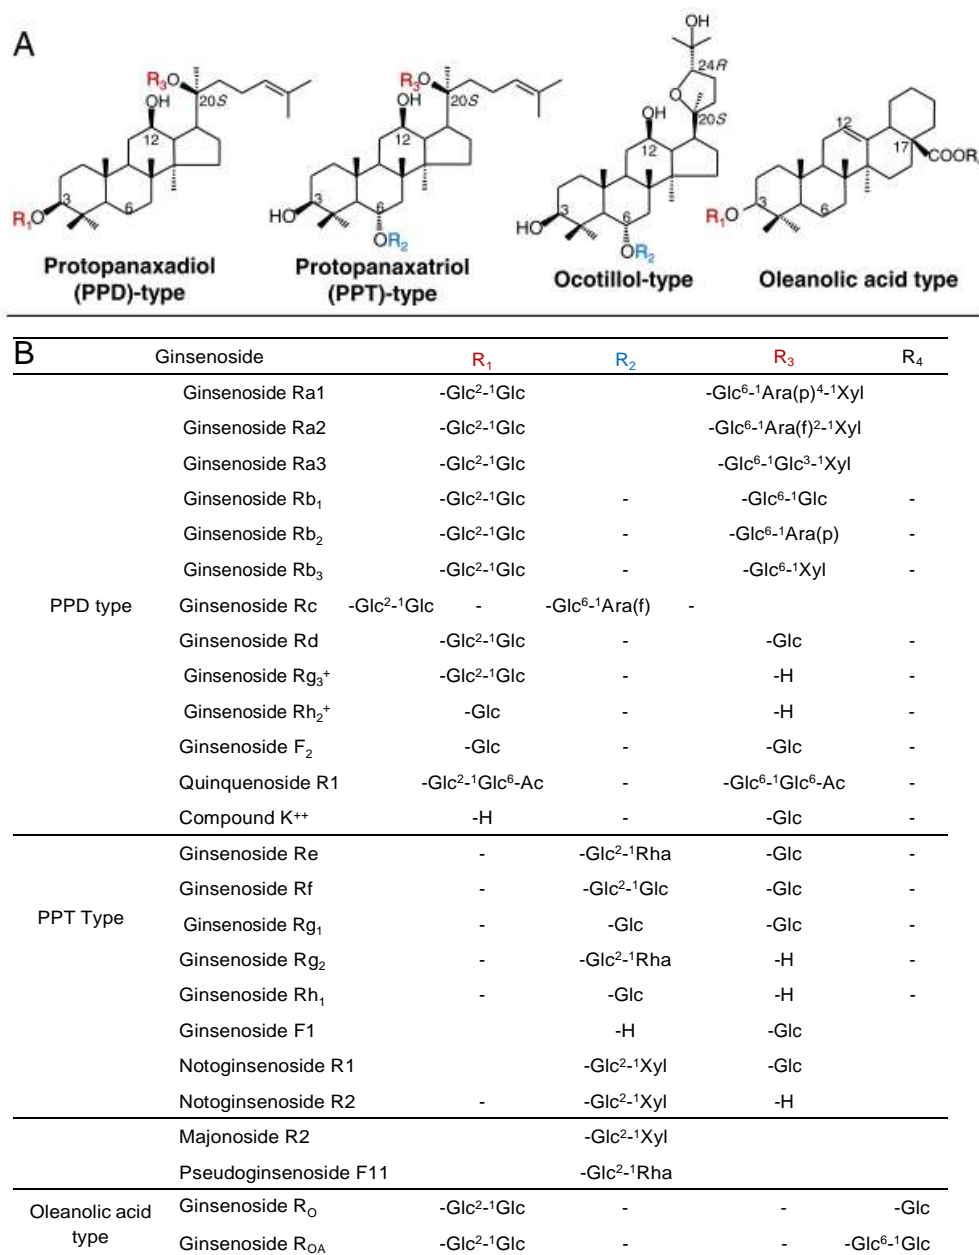 A
R₃O
20S
OH
12
3
R₁O
6
Protopanaxadiol
(PPD)-type
R₃O
20S
OH
12
3
HO
6
OR₂
Protopanaxatriol
(PPT)-type
OH
24R
O
20S
OH
12
3
HO
6
OR₂
Ocotillol-type
12
17
COOR
3
R₁O
6
Oleanolic acid type
B Ginsenoside R₁ R₂ R₃ R₄
Ginsenoside Ra1 -Glc²-¹Glc -Glc⁶-¹Ara(p)⁴-¹Xyl
Ginsenoside Ra2 -Glc²-¹Glc -Glc⁶-¹Ara(f)²-¹Xyl
Ginsenoside Ra3 -Glc²-¹Glc -Glc⁶-¹Glc³-¹Xyl
Ginsenoside Rb₁ -Glc²-¹Glc - -Glc⁶-¹Glc -
Ginsenoside Rb₂ -Glc²-¹Glc - -Glc⁶-¹Ara(p) -
Ginsenoside Rb₃ -Glc²-¹Glc - -Glc⁶-¹Xyl -
PPD type Ginsenoside Rc -Glc²-¹Glc - -Glc⁶-¹Ara(f) -
Ginsenoside Rd -Glc²-¹Glc - -Glc -
Ginsenoside Rg₃⁺ -Glc²-¹Glc - -H -
Ginsenoside Rh₂⁺ -Glc - -H -
Ginsenoside F₂ -Glc - -Glc -
Quinquenoside R1 -Glc²-¹Glc⁶-Ac - -Glc⁶-¹Glc⁶-Ac -
Compound K⁺⁺ -H - -Glc -
Ginsenoside Re - -Glc²-¹Rha -Glc -
Ginsenoside Rf - -Glc²-¹Glc -Glc -
PPT Type Ginsenoside Rg₁ - -Glc -Glc -
Ginsenoside Rg₂ - -Glc²-¹Rha -H -
Ginsenoside Rh₁ - -Glc -H -
Ginsenoside F1 -H -Glc
Notoginsenoside R1 -Glc²-¹Xyl -Glc
Notoginsenoside R2 - -Glc²-¹Xyl -H
Majonoside R2 -Glc²-¹Xyl
Pseudoginsenoside F11 -Glc²-¹Rha
Oleanolic acid type Ginsenoside R_O -Glc²-¹Glc - - -Glc
Ginsenoside R_OA -Glc²-¹Glc - - -Glc⁶-¹Glc